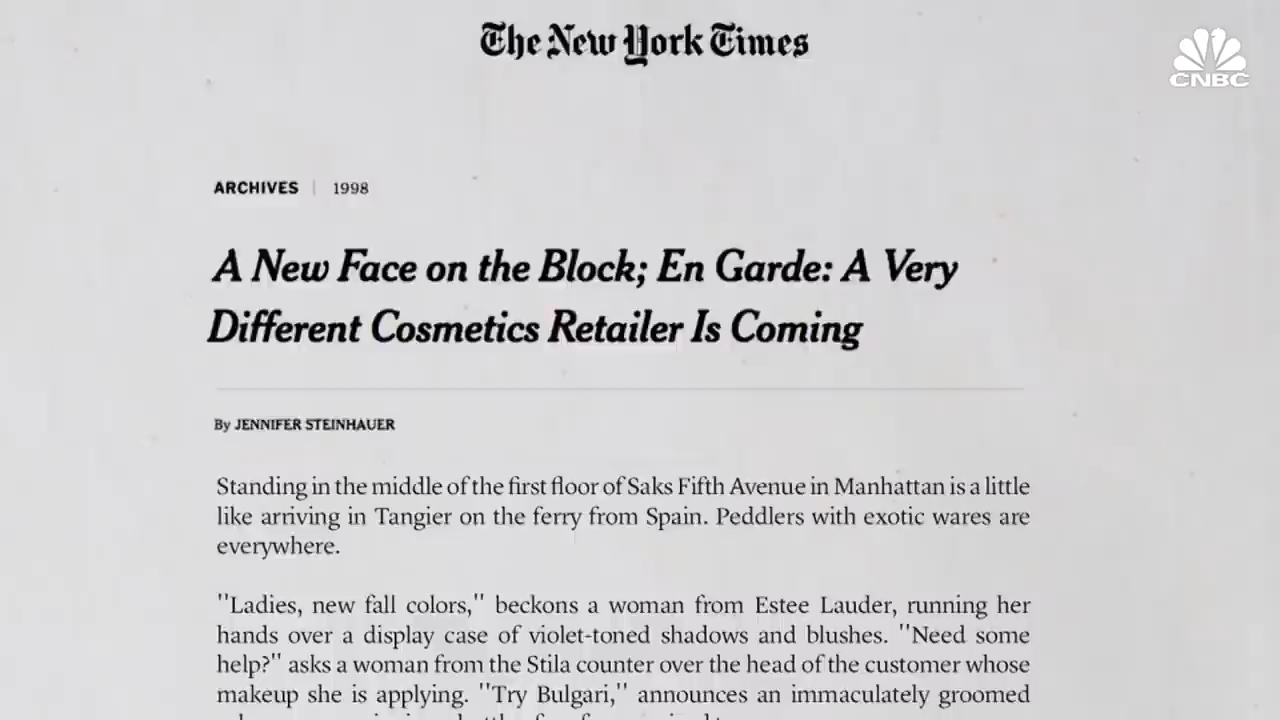 The New York Times
CNBC
ARCHIVES | 1998
A New Face on the Block; En Garde: A Very
Different Cosmetics Retailer Is Coming
By JENNIFER STEINHAUER
Standing in the middle of the first floor of Saks Fifth Avenue in Manhattan is a little
like arriving in Tangier on the ferry from Spain. Peddlers with exotic wares are
everywhere.
"Ladies, new fall colors," beckons a woman from Estee Lauder, running her
hands over a display case of violet-toned shadows and blushes. "Need some
help?" asks a woman from the Stila counter over the head of the customer whose
makeup she is applying. "Try Bulgari," announces an immaculately groomed